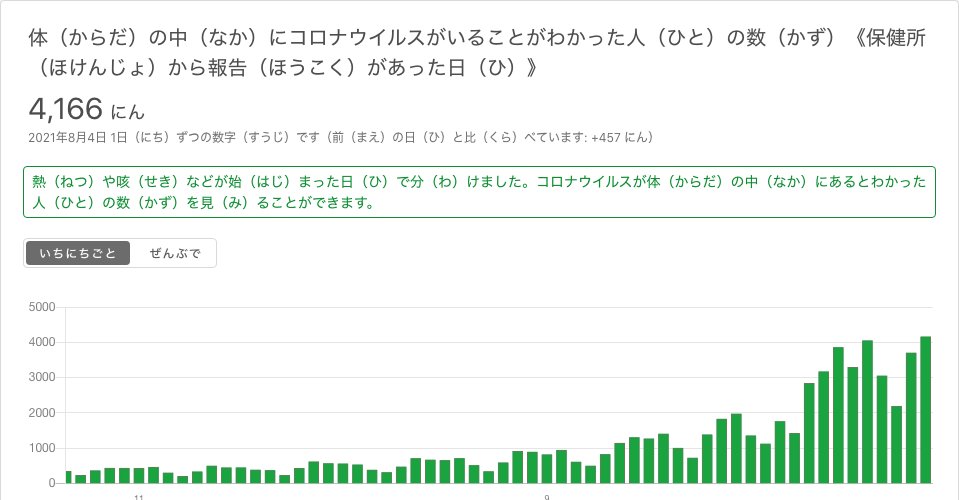 体（からだ）の中（なか）にコロナウイルスがいることがわかった人（ひと）の数（かず）《保健所
（ほけんじょ）から報告（ほうこく）があった日（ひ）》
4,166 にん
2021年8月4日 1日（にち）ずつの数字（すうじ）です（前（まえ）の日（ひ）と比（くら）べています: +457 にん）
熱（ねつ）や咳（せき）などが始（はじ）まった日（ひ）で分（わ）けました。コロナウイルスが体（からだ）の中（なか）にあるとわかった
人（ひと）の数（かず）を見（み）ることができます。
いちにちごと ぜんぶで
5000
4000
3000
2000
1000
0
11 9